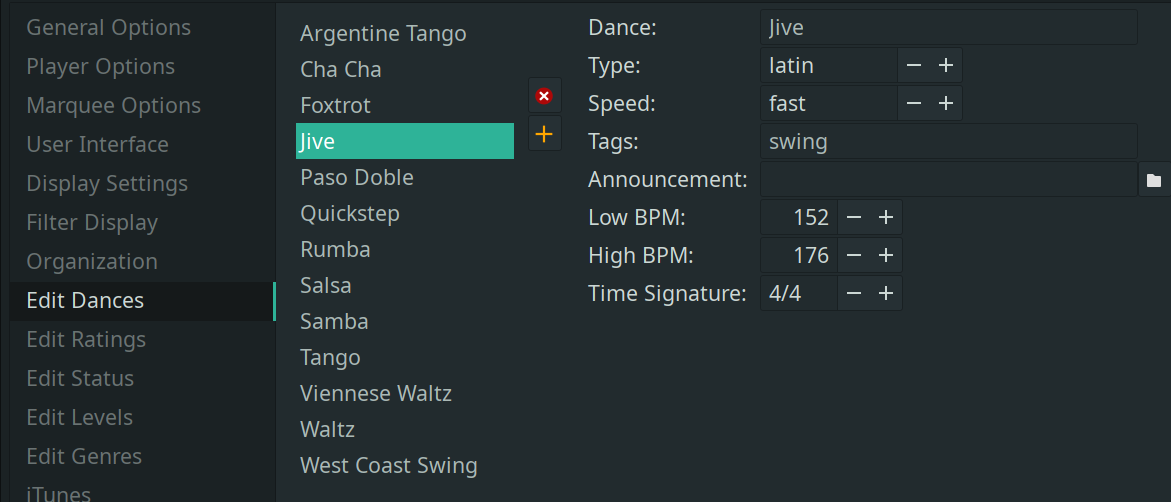 General Options
Player Options
Marquee Options
User Interface
Display Settings
Filter Display
Organization
Edit Dances
Edit Ratings
Edit Status
Edit Levels
Edit Genres
iTunes
Argentine Tango
Cha Cha
Foxtrot
Jive
Paso Doble
Quickstep
Rumba
Salsa
Samba
Tango
Viennese Waltz
Waltz
West Coast Swing
Dance: Jive
Type: latin
Speed: fast
Tags: swing
Announcement:
Low BPM: 152
High BPM: 176
Time Signature: 4/4